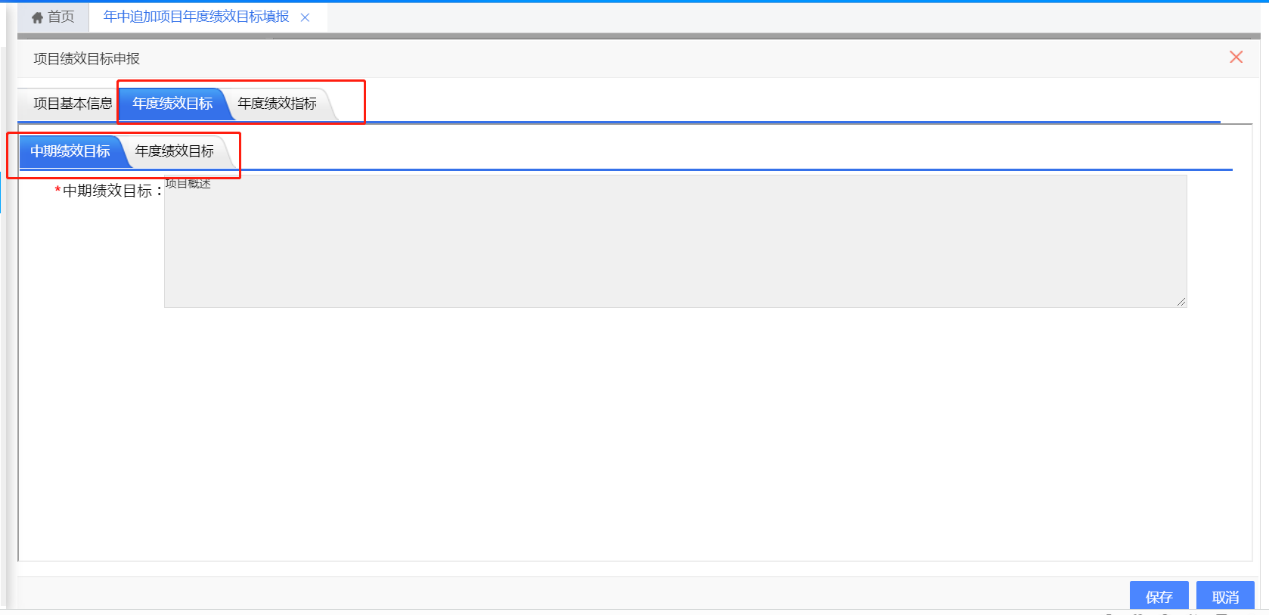 首页 年中追加项目年度绩效目标填报 ×
项目绩效目标申报
项目基本信息 年度绩效目标 年度绩效指标
中期绩效目标 年度绩效目标
*中期绩效目标： 项目概述
保存 取消